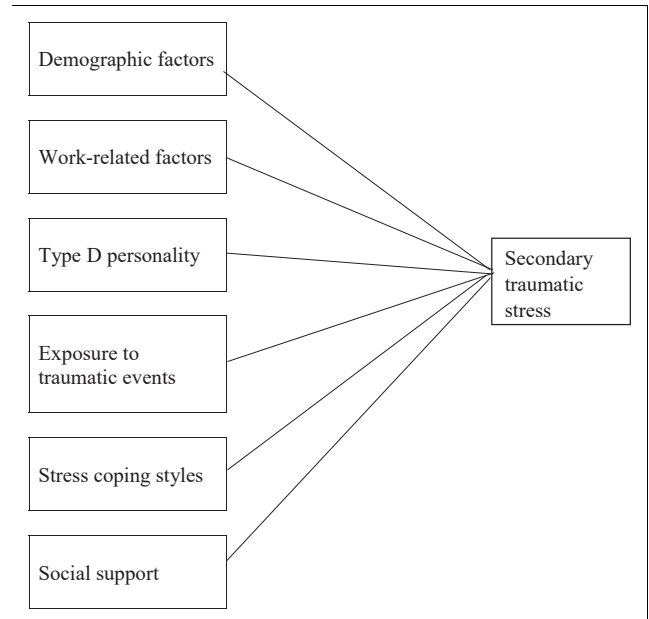 Demographic factors
Work-related factors
Type D personality
Exposure to
traumatic events
Stress coping styles
Social support
Secondary
traumatic
stress